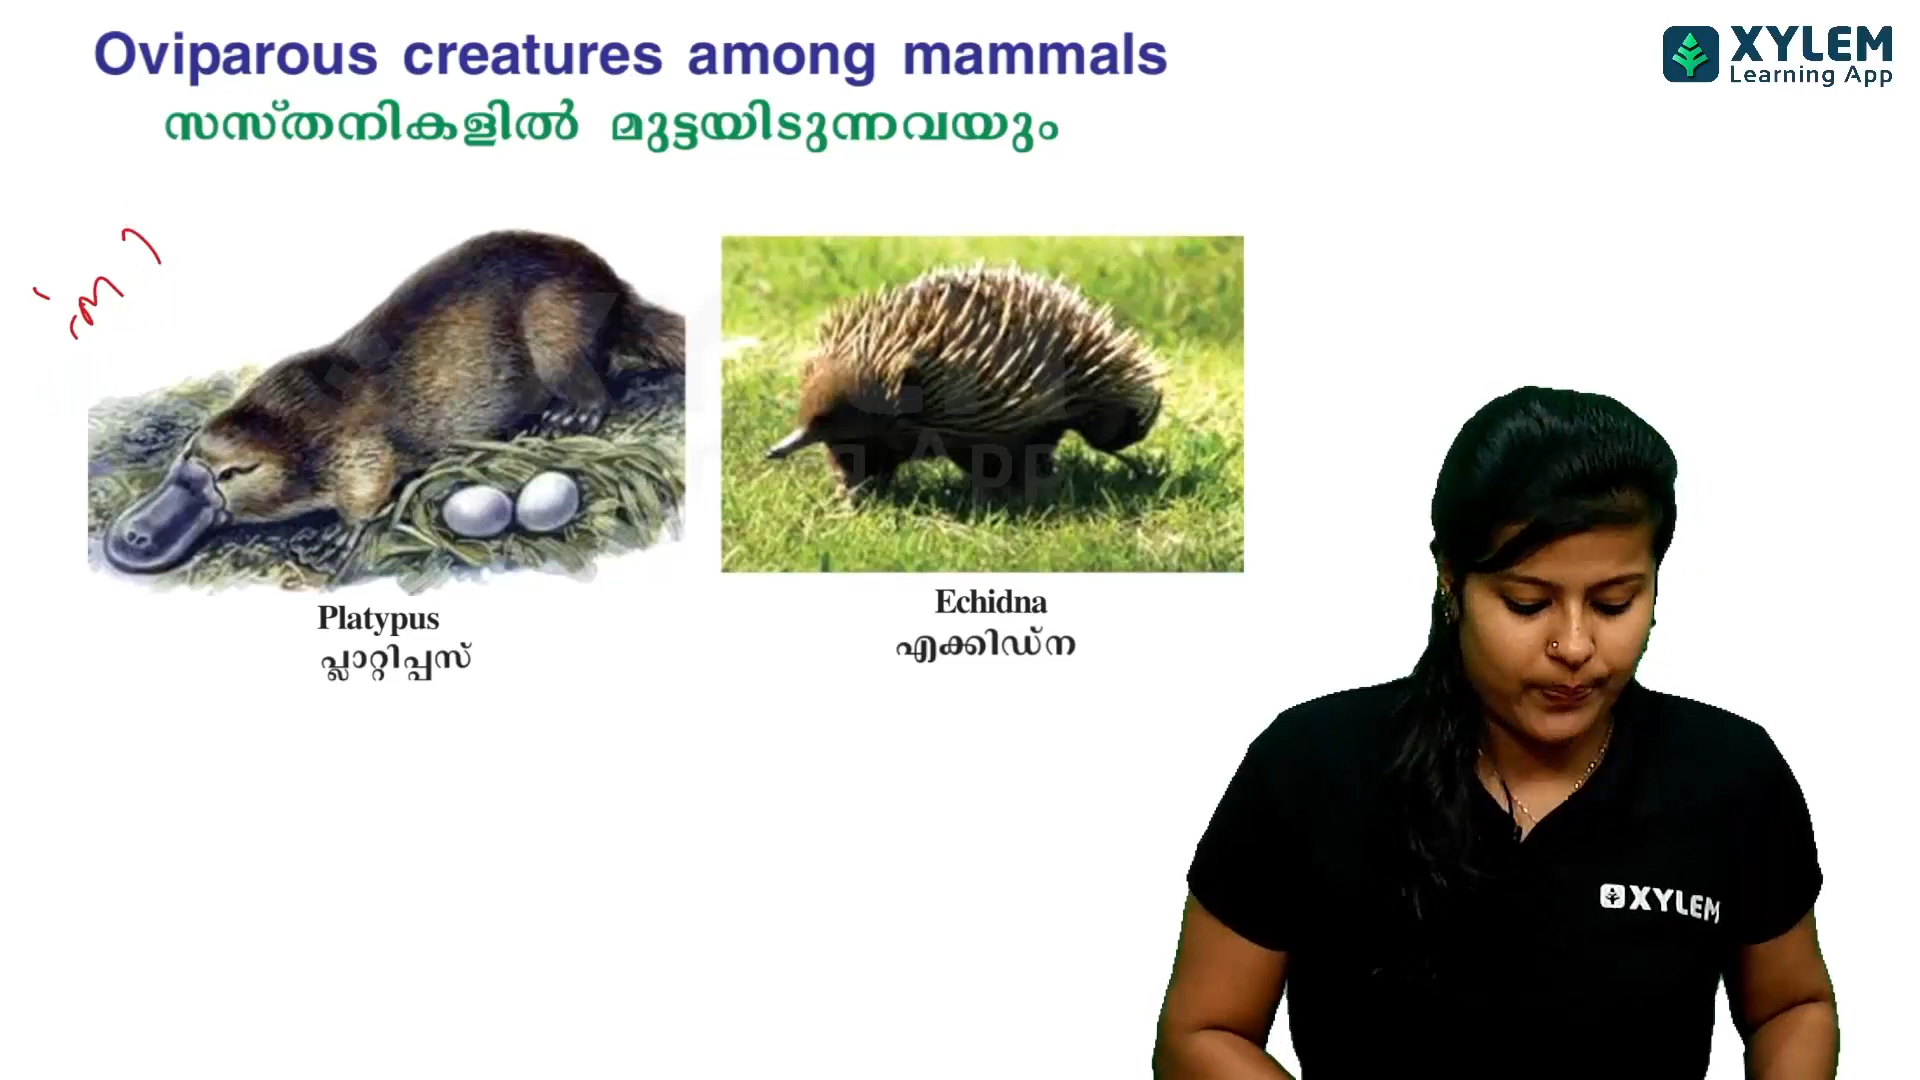 Oviparous creatures among mammals
സസ്തനികളിൽ മുട്ടയിടുന്നവയും
XYLEM
Learning App
Platypus
പ്ലാറ്റിപ്പസ്
Echidna
എക്കിഡ്ന
XYLEM